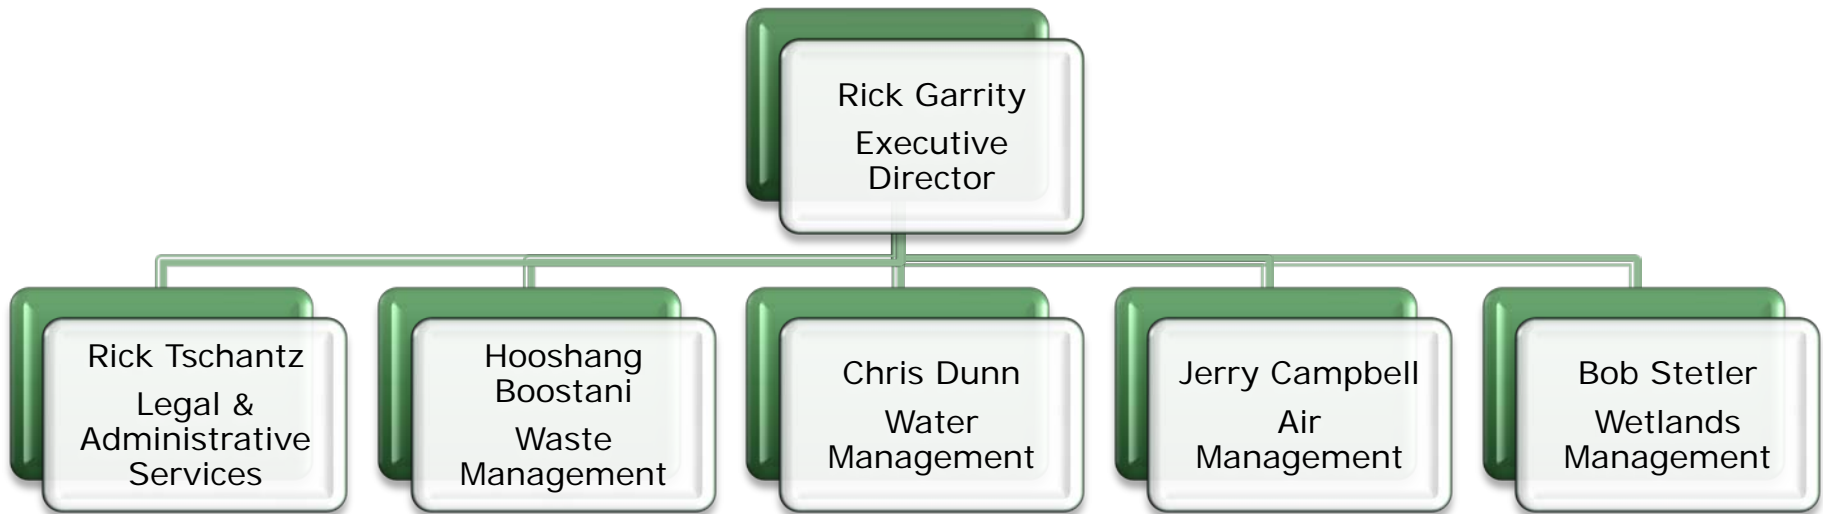 Rick Garrity
Executive
Director
Rick Tschantz
Legal &
Administrative
Services
Hooshang
Boostani
Waste
Management
Chris Dunn
Water
Management
Jerry Campbell
Air
Management
Bob Stetler
Wetlands
Management